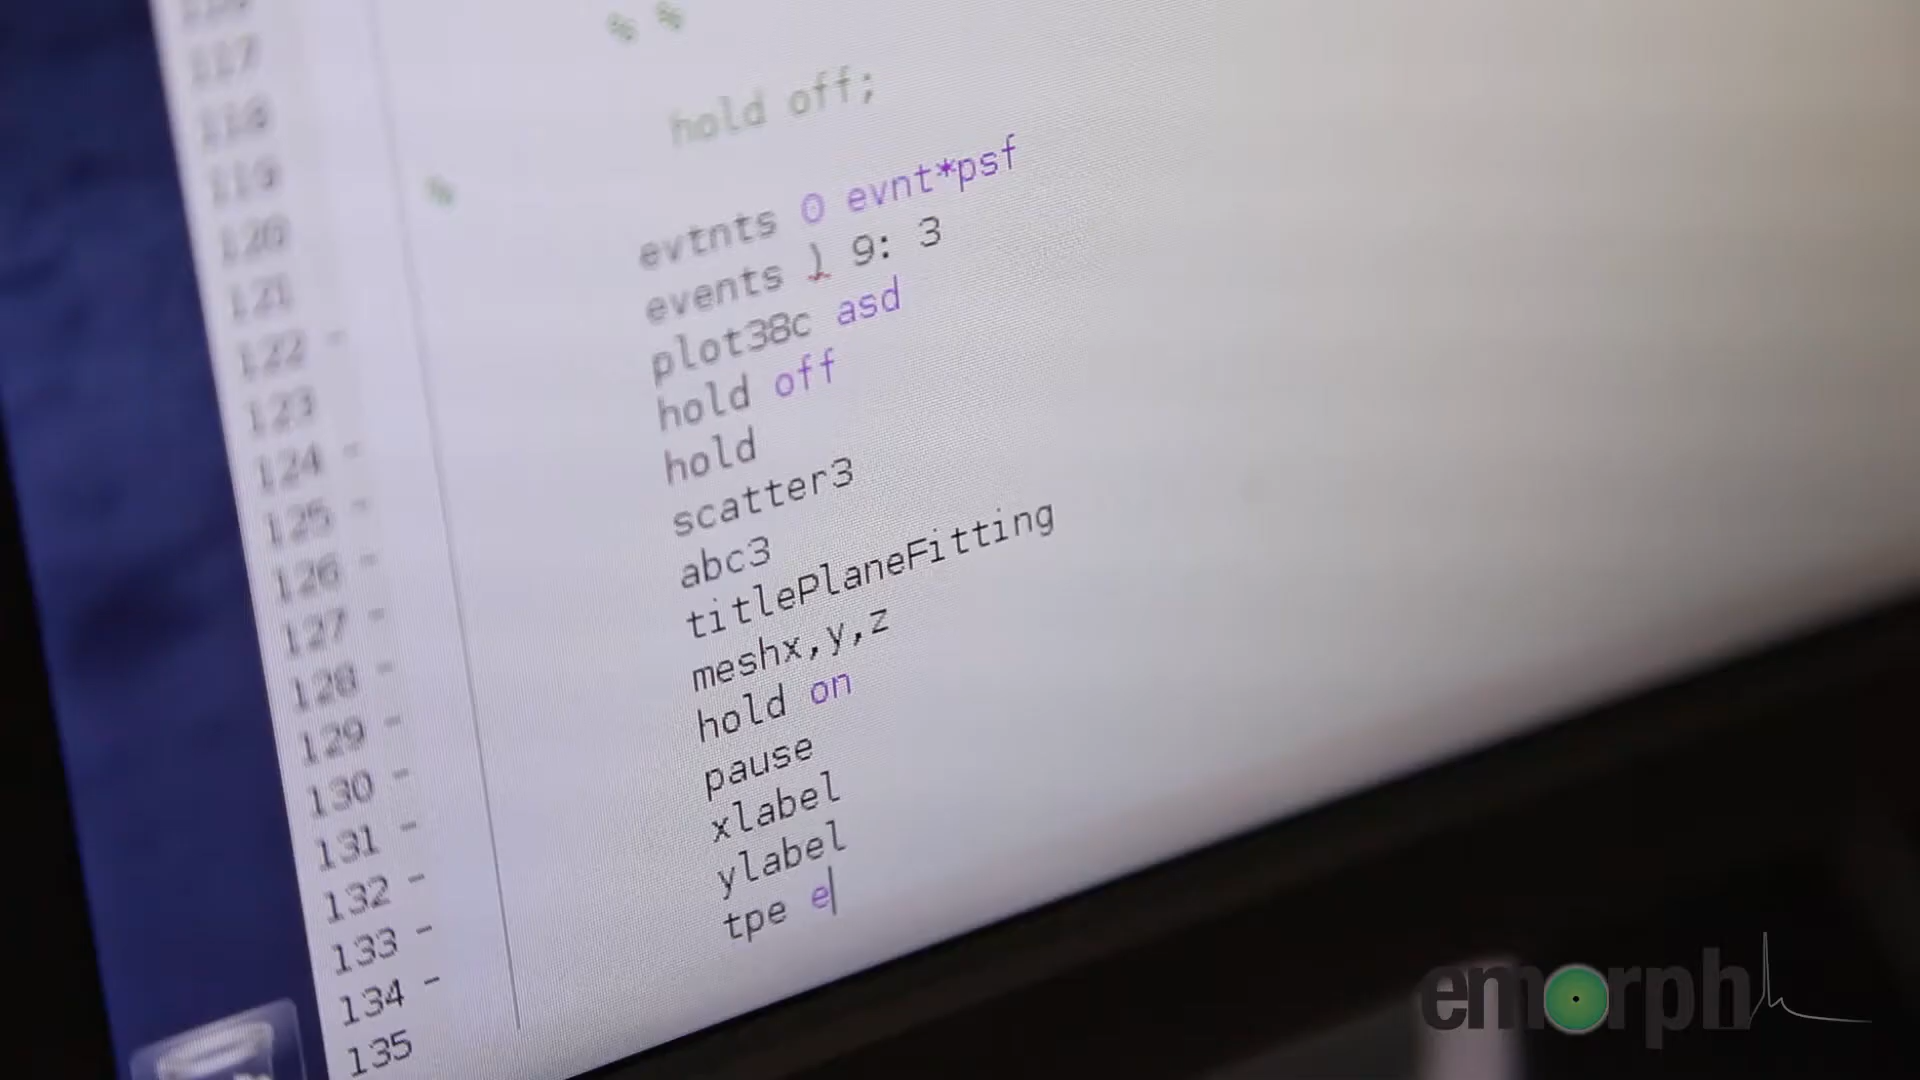 117
118
119
120
121
122 -
123
124 -
125 -
126 -
127 -
128 -
129 -
130 -
131 -
132 -
133 -
134 -
135
% %
hold off;
%
evtnts 0 evnt*psf
events ) 9: 3
plot38c asd
hold off
hold
scatter3
abc3
titlePlaneFitting
meshx,y,z
hold on
pause
xlabel
ylabel
tpe e
emorph